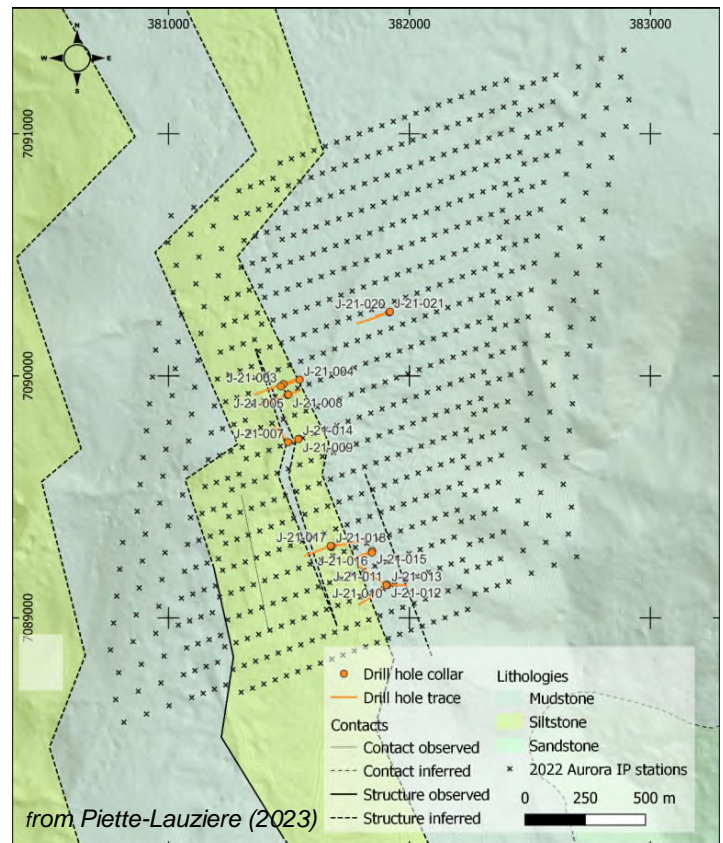 381000
382000
383000
N
W
E
S
7091000
7090000
7089000
J-21-020
J-21-021
J-21-003
J-21-004
J-21-006
J-21-008
J-21-007
J-21-014
J-21-009
J-21-017
J-21-018
J-21-016
J-21-015
J-21-011
J-21-013
J-21-010
J-21-012
Drill hole collar
Drill hole trace
Contacts
Contact observed
Contact inferred
Structure observed
Structure inferred
Lithologies
Mudstone
Siltstone
Sandstone
2022 Aurora IP stations
0 250 500 m
from Piette-Lauziere (2023)